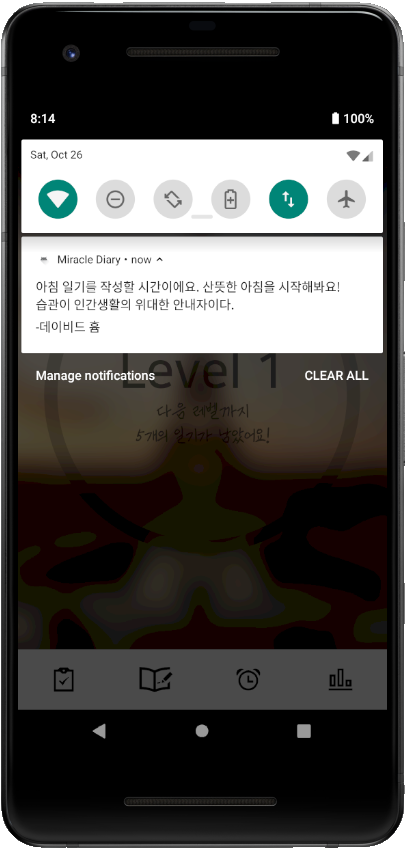 8:14
100%
Sat, Oct 26
Miracle Diary • now
아침 일기를 작성할 시간이에요. 산뜻한 아침을 시작해봐요!
습관이 인간생활의 위대한 안내자이다.
-데이비드 흄
Level 1
Manage notifications
CLEAR ALL
다음 레벨까지
5개의 일기가 남았어요!